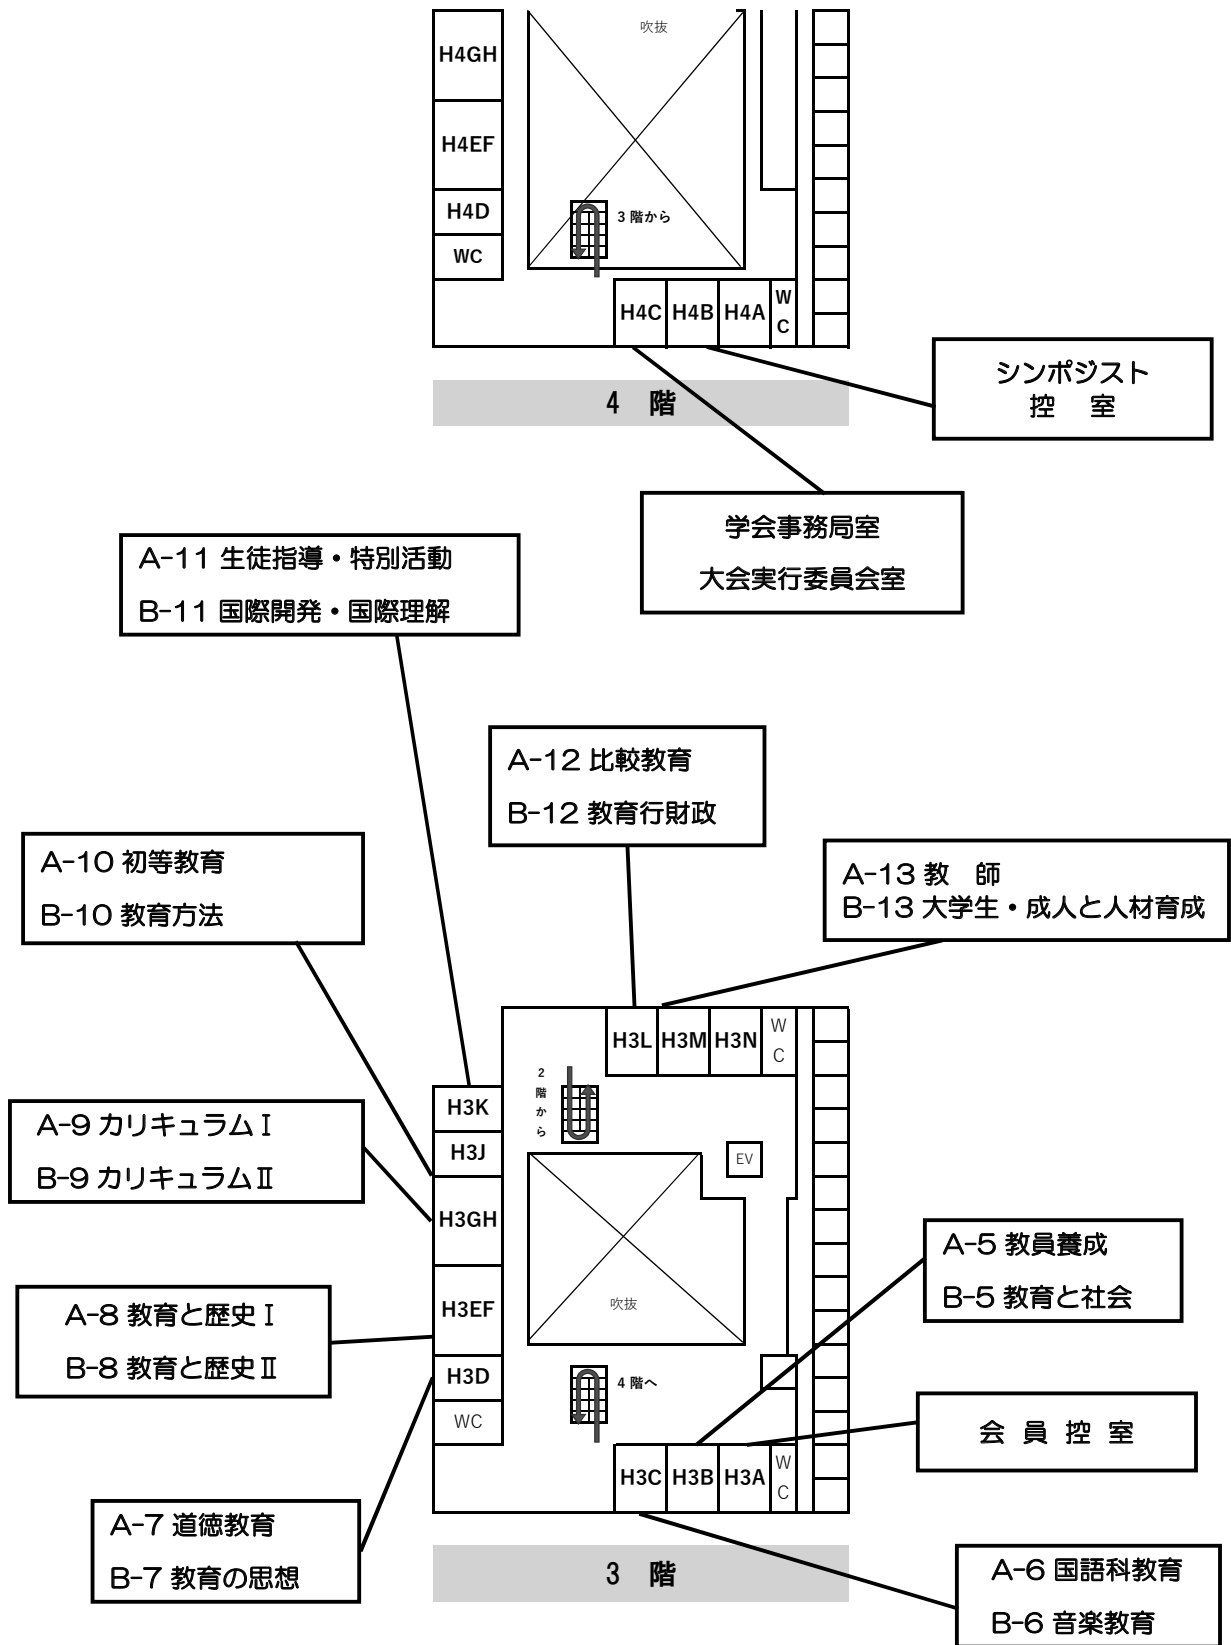 吹抜
H4GH
H4EF
H4D
WC
3 階から
H4C
H4B
H4A
W
C
シンポジスト
控 室
4 階
学会事務局室
大会実行委員会室
A-11 生徒指導・特別活動
B-11 国際開発・国際理解
A-12 比較教育
B-12 教育行財政
A-10 初等教育
B-10 教育方法
A-13 教 師
B-13 大学生・成人と人材育成
H3L
H3M
H3N
W
C
2
階
か
ら
H3K
H3J
EV
A-9 カリキュラムⅠ
B-9 カリキュラムⅡ
H3GH
A-5 教員養成
B-5 教育と社会
A-8 教育と歴史Ⅰ
B-8 教育と歴史Ⅱ
H3EF
吹抜
H3D
4 階へ
WC
会 員 控 室
H3C
H3B
H3A
W
C
A-7 道徳教育
B-7 教育の思想
3 階
A-6 国語科教育
B-6 音楽教育